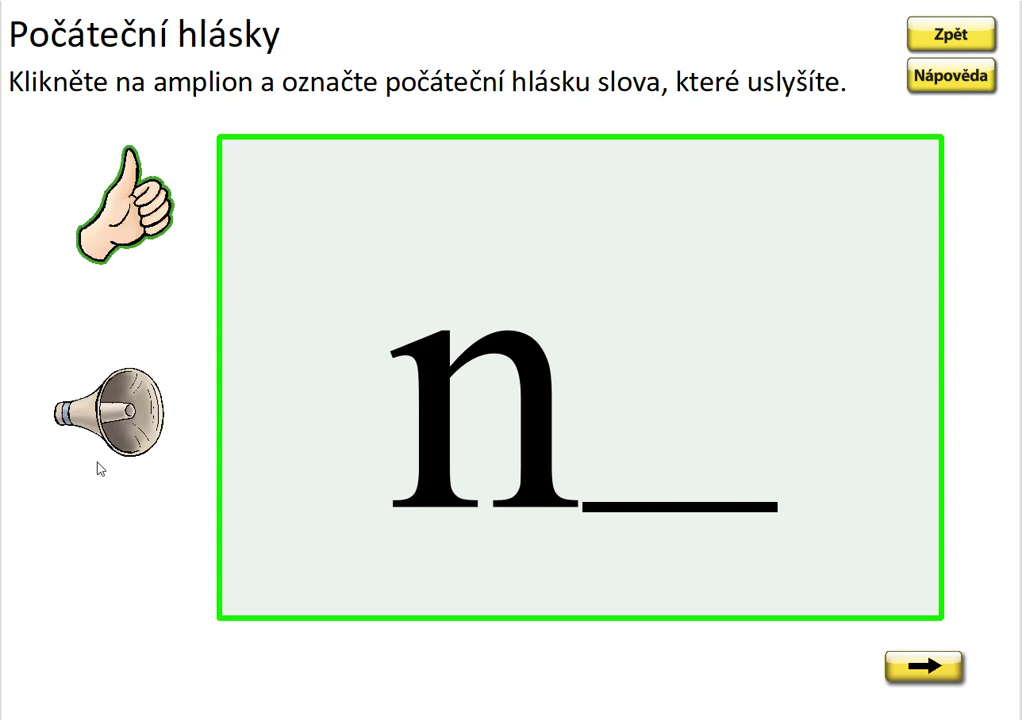 Počáteční hlásky
Zpět
Klikněte na amplion a označte počáteční hlásku slova, které uslyšíte.
Nápověda
n_